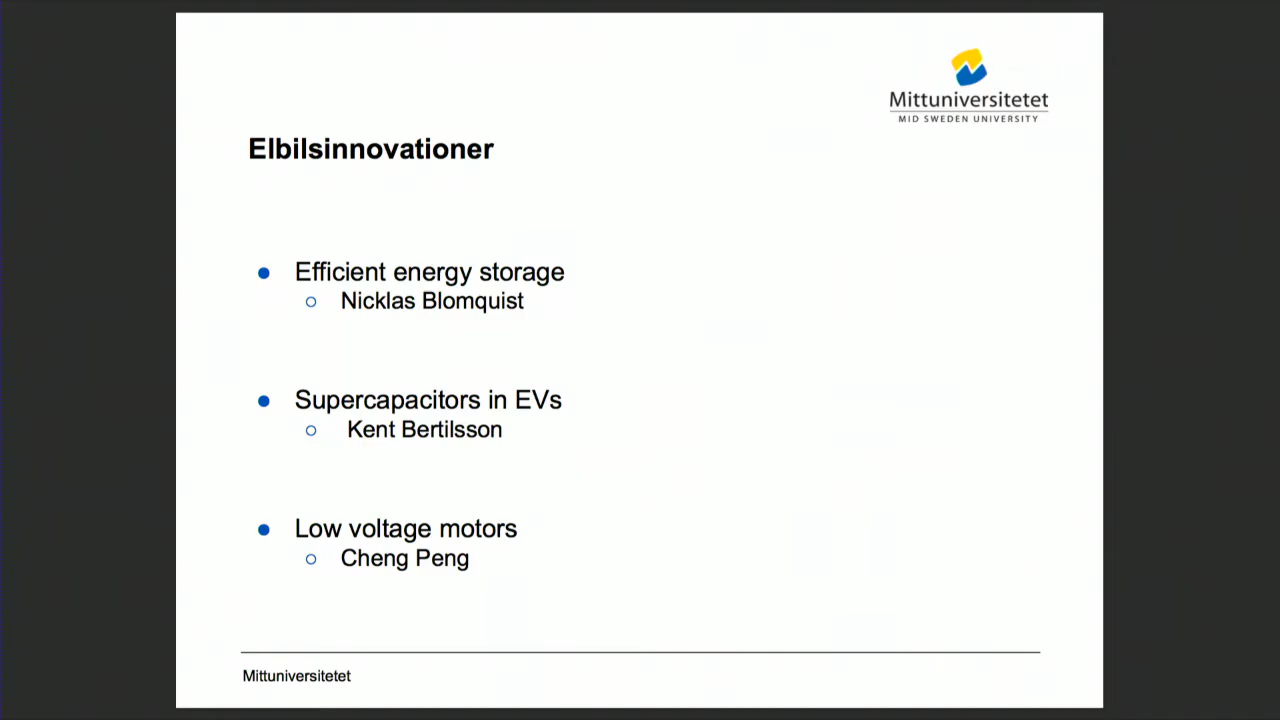 Mittuniversitetet
MID SWEDEN UNIVERSITY
Elbilsinnovationer
Efficient energy storage
Nicklas Blomquist
Supercapacitors in EVs
Kent Bertilsson
Low voltage motors
Cheng Peng
Mittuniversitetet